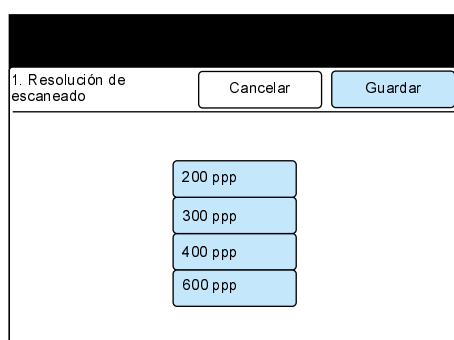 1. Resolución de
escaneado
Cancelar
Guardar
200 ppp
300 ppp
400 ppp
600 ppp